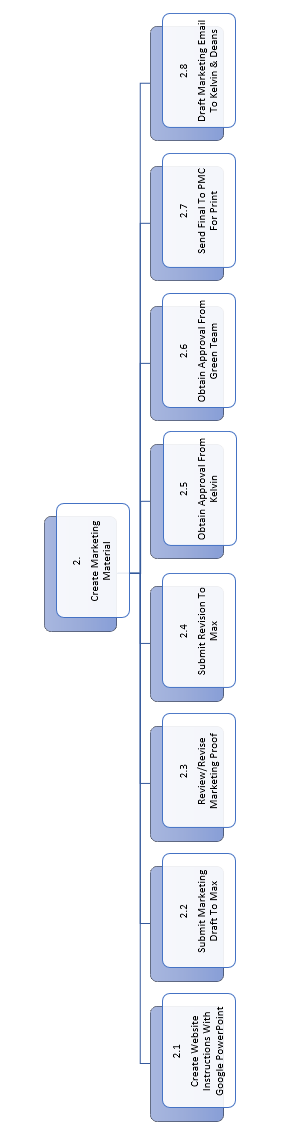 2.
Create Marketing
Material
2.1
Create Website
Instructions With
Google PowerPoint
2.2
Submit Marketing
Draft To Max
2.3
Review/Revise
Marketing Proof
2.4
Submit Revision To
Max
2.5
Obtain Approval From
Kelvin
2.6
Obtain Approval From
Green Team
2.7
Send Final To PMC
For Print
2.8
Draft Marketing Email
To Kelvin & Deans